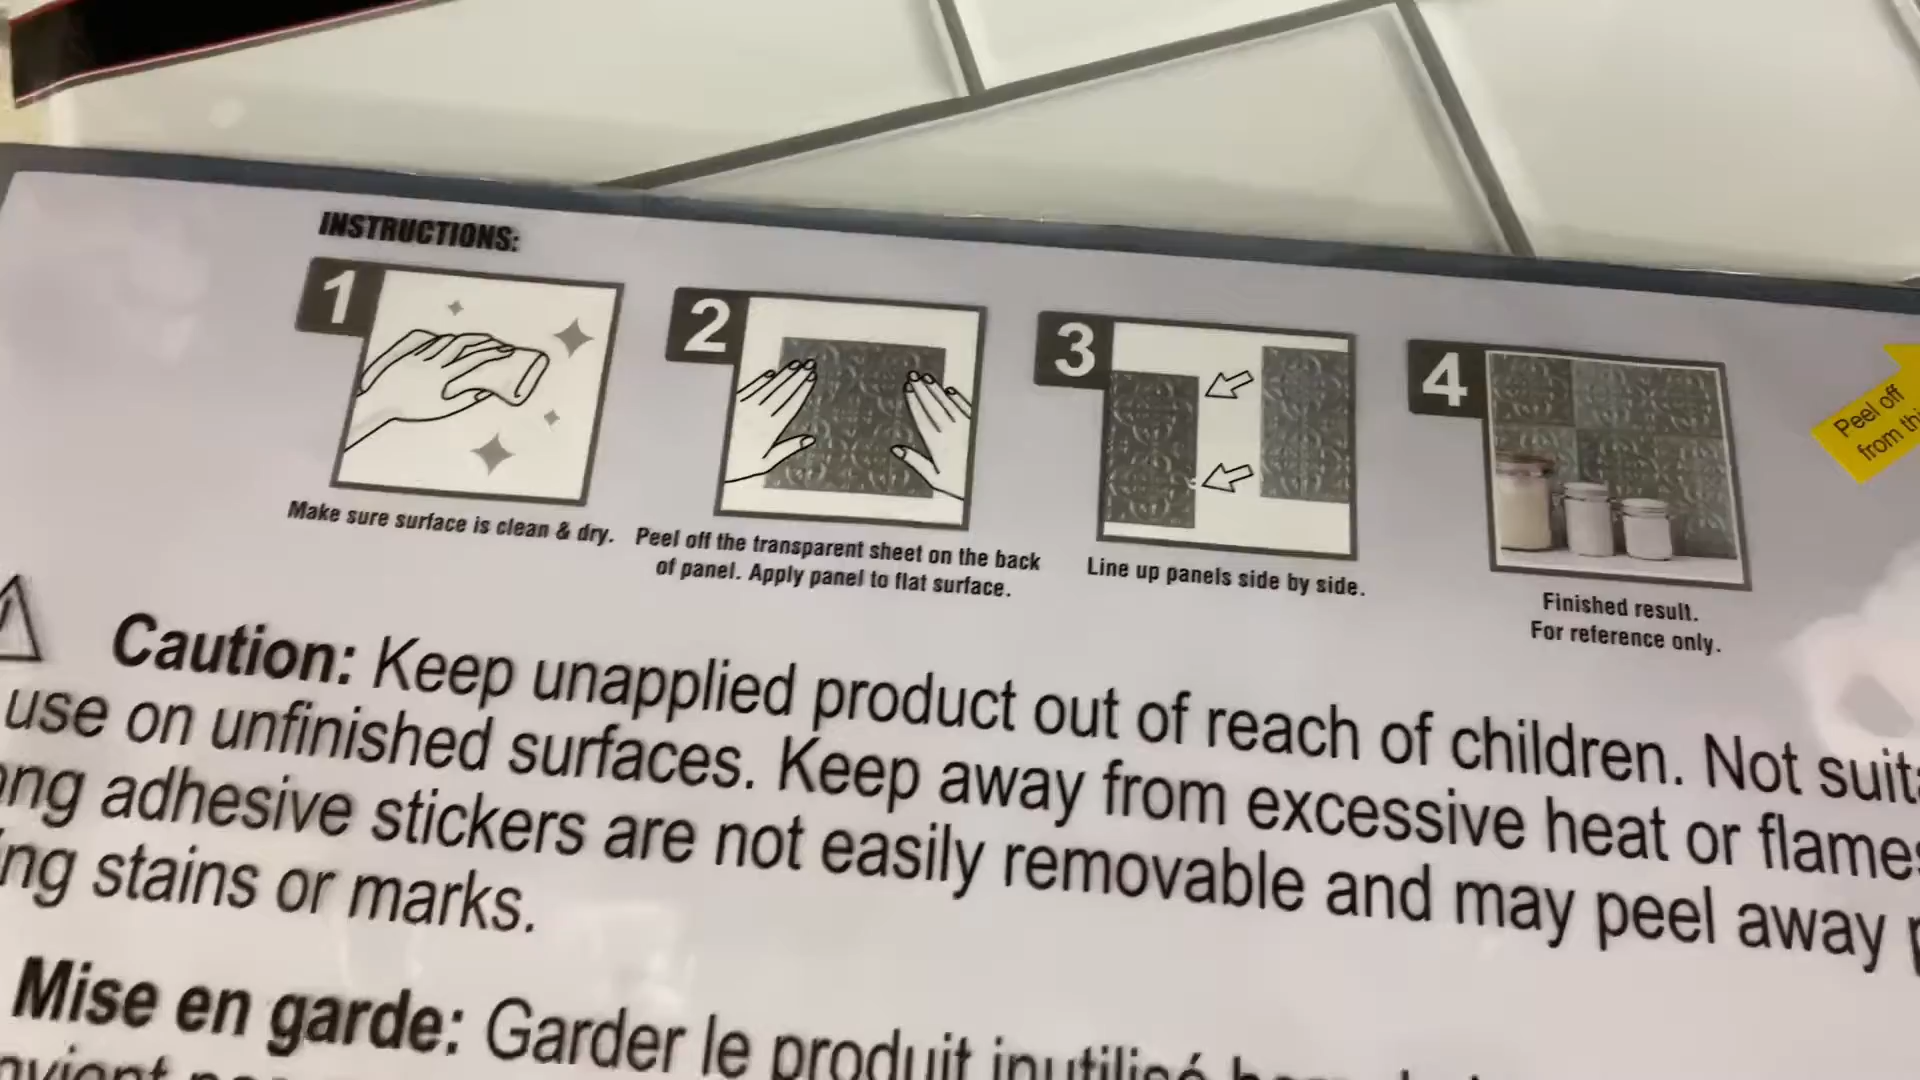 INSTRUCTIONS:
1
2
3
4
Make sure surface is clean & dry.
Peel off the transparent sheet on the back
of panel. Apply panel to flat surface.
Line up panels side by side.
Finished result.
For reference only.
Peel off
from
Caution: Keep unapplied product out of reach of children. Not
use on unfinished surfaces. Keep away from excessive heat or
adhesive stickers are not easily removable and may peel away
stains or marks.
Mise en garde: Garder le produit inutilisé